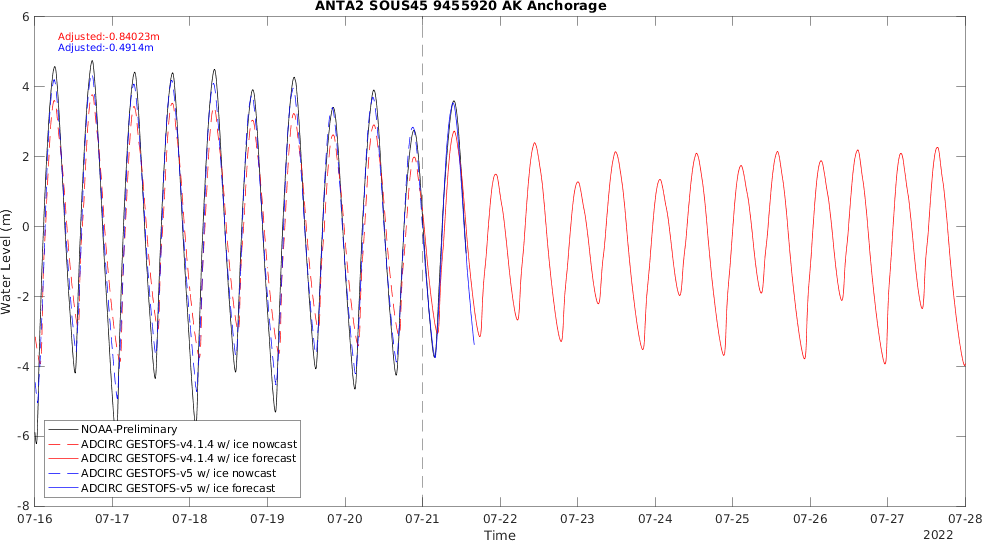 ANTA2 SOUS45 9455920 AK Anchorage
Adjusted:-0.84023m
Adjusted:-0.4914m
6
4
2
0
-2
-4
-6
-8
Water Level (m)
NOAA-Preliminary
ADCIRC GESTOFS-v4.1.4 w/ ice nowcast
ADCIRC GESTOFS-v4.1.4 w/ ice forecast
ADCIRC GESTOFS-v5 w/ ice nowcast
ADCIRC GESTOFS-v5 w/ ice forecast
07-16 07-17 07-18 07-19 07-20 07-21 07-22 07-23 07-24 07-25 07-26 07-27 07-28
Time
2022